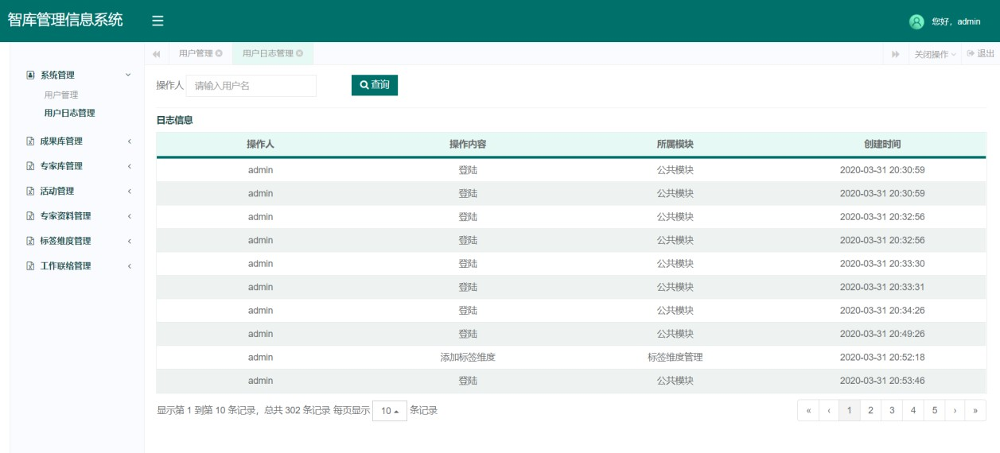 智库管理信息系统 您好，admin
用户管理 用户日志管理 关闭操作 退出
系统管理
用户管理
用户日志管理
成果库管理
专家库管理
活动管理
专家资料管理
标签维度管理
工作联络管理
操作人 请输入用户名 查询
日志信息
操作人 操作内容 所属模块 创建时间
admin 登陆 公共模块 2020-03-31 20:30:59
admin 登陆 公共模块 2020-03-31 20:30:59
admin 登陆 公共模块 2020-03-31 20:32:56
admin 登陆 公共模块 2020-03-31 20:32:56
admin 登陆 公共模块 2020-03-31 20:33:30
admin 登陆 公共模块 2020-03-31 20:33:31
admin 登陆 公共模块 2020-03-31 20:34:26
admin 登陆 公共模块 2020-03-31 20:49:26
admin 添加标签维度 标签维度管理 2020-03-31 20:52:18
admin 登陆 公共模块 2020-03-31 20:53:46
显示第 1 到第 10 条记录，总共 302 条记录 每页显示 10 条记录 « ‹ 1 2 3 4 5 › »